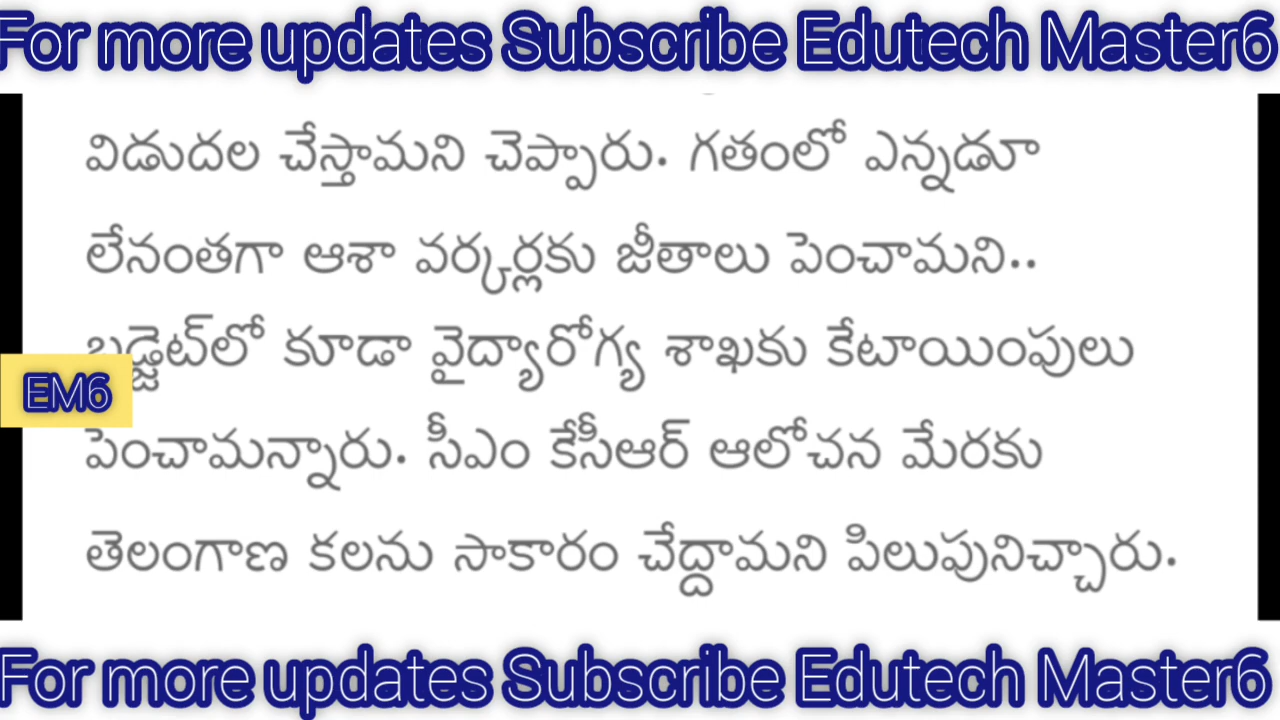 For more updates Subscribe Edutech Master6
విడుదల చేస్తామని చెప్పారు. గతంలో ఎన్నడూ
లేనంతగా ఆశా వర్కర్లకు జీతాలు పెంచామని..
బడ్జెట్‌లో కూడా వైద్యారోగ్య శాఖకు కేటాయింపులు
EM6
పెంచామన్నారు. సీఎం కేసీఆర్ ఆలోచన మేరకు
తెలంగాణ కలను సాకారం చేద్దామని పిలుపునిచ్చారు.
For more updates Subscribe Edutech Master6